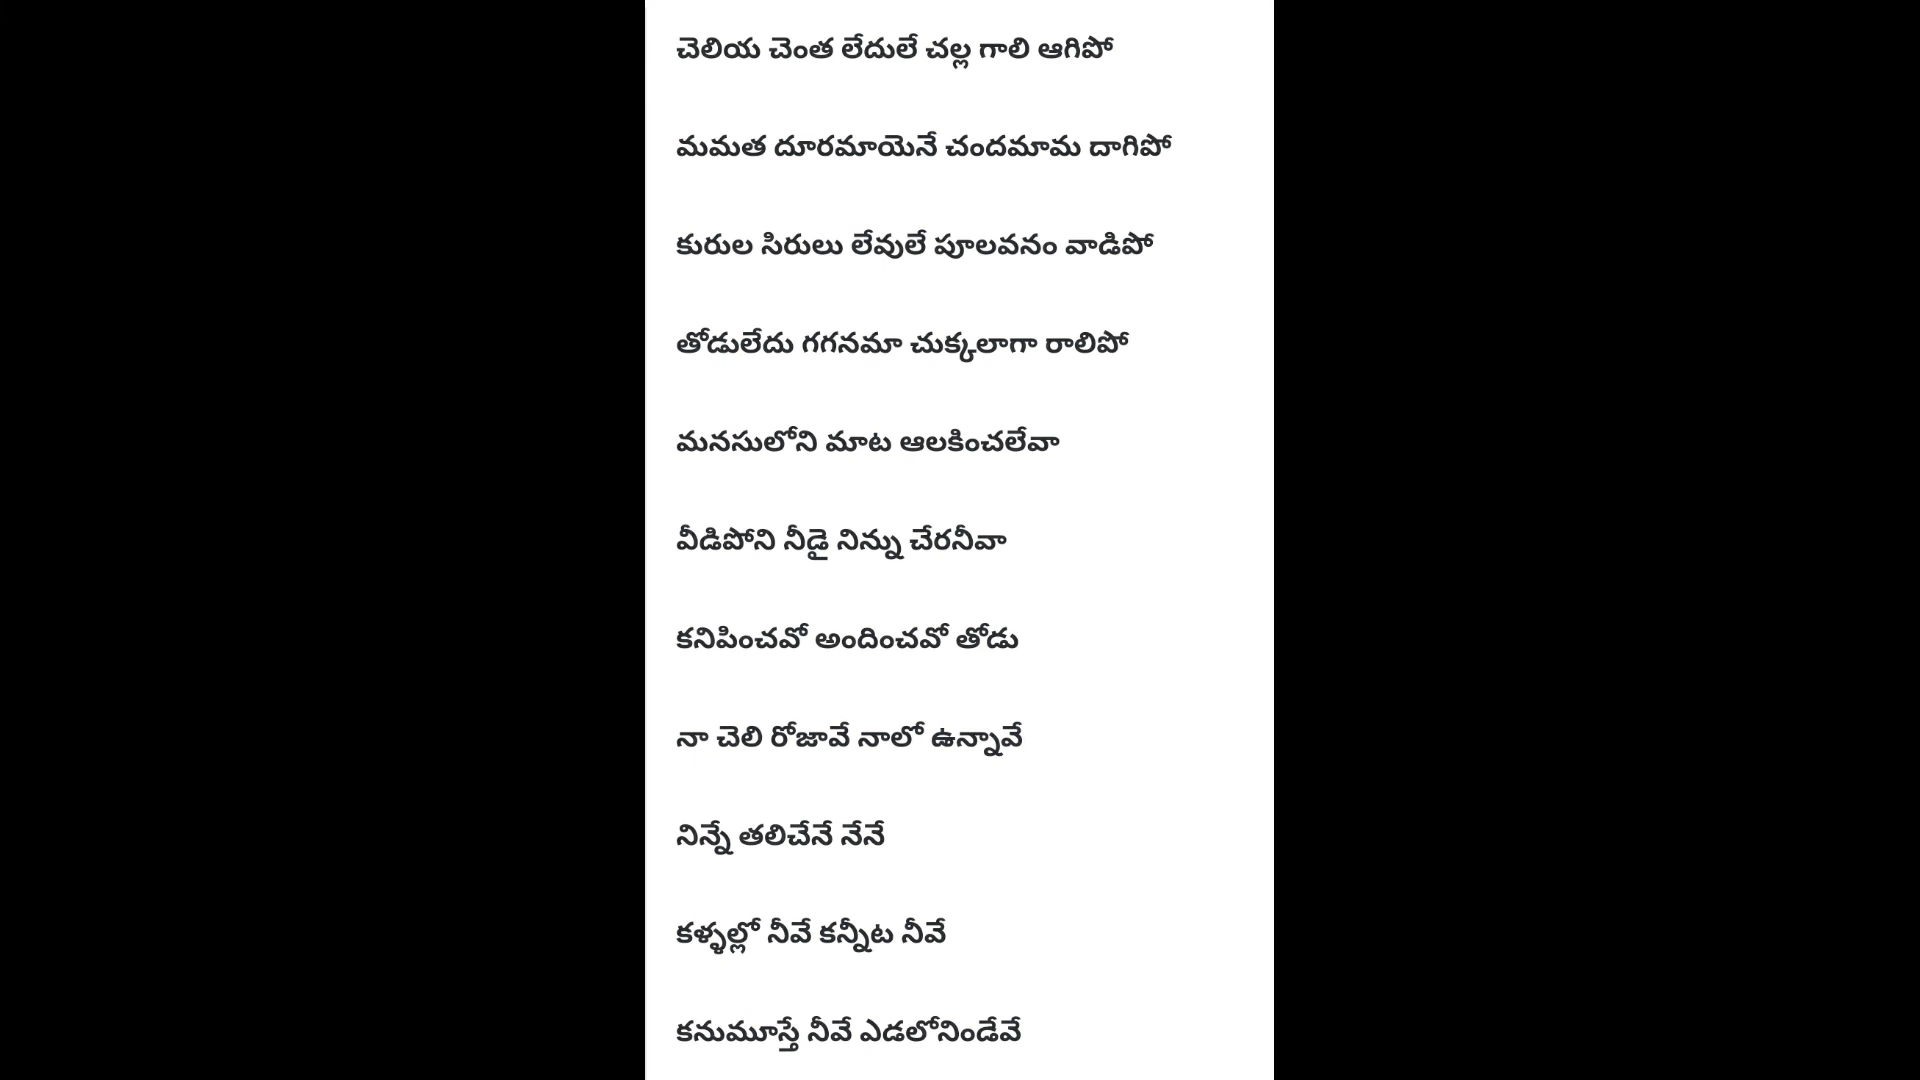 చెలియ చెంత లేదులే చల్ల గాలి ఆగిపో
మమత దూరమాయెనే చందమామ దాగిపో
కురుల సిరులు లేవులే పూలవనం వాడిపో
తోడులేదు గగనమా చుక్కలాగా రాలిపో
మనసులోని మాట ఆలకించలేవా
వీడిపోని నీడై నిన్ను చేరనీవా
కనిపించవో అందించవో తోడు
నా చెలి రోజావే నాలో ఉన్నావే
నిన్నే తలిచేనే నేనే
కళ్ళల్లో నీవే కన్నీట నీవే
కనుమూస్తే నీవే ఎడలోనిండేవే